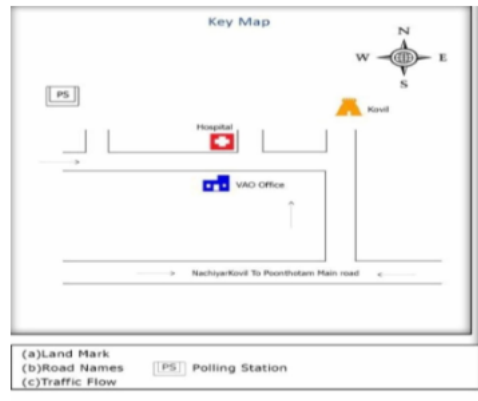 Key Map
N
W E
S
PS
Kovil
Hospital
VAO Office
NachiyarKovil To Poonthotam Main road
(a)Land Mark
(b)Road Names
[PS] Polling Station
(c)Traffic Flow